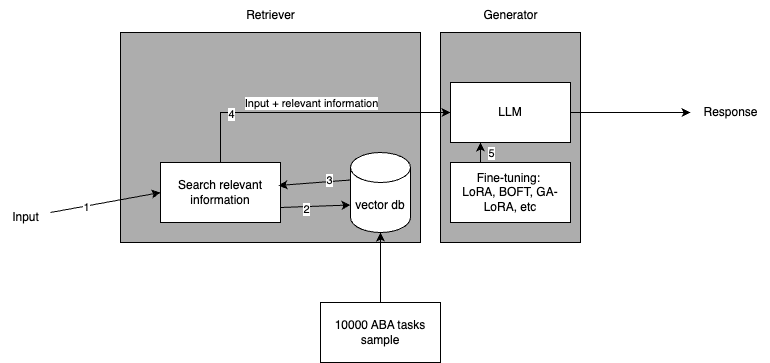 Retriever
Generator
Input + relevant information
4
LLM
Response
5
Search relevant
information
3
Fine-tuning:
LoRA, BOFT, GA-
LoRA, etc
vector db
1
2
Input
10000 ABA tasks
sample